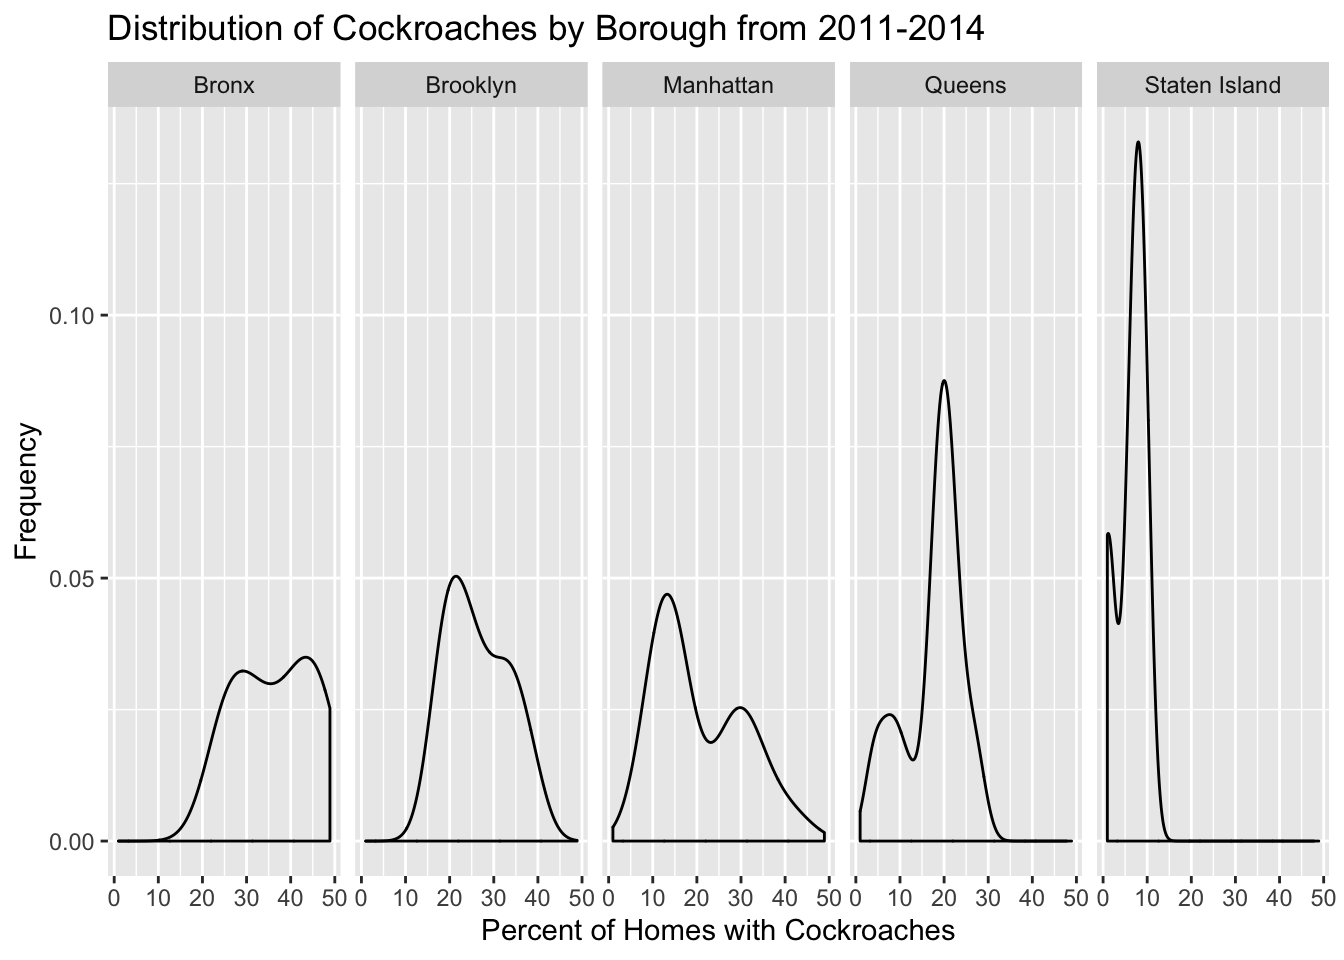 Distribution of Cockroaches by Borough from 2011-2014
Bronx Brooklyn Manhattan Queens Staten Island
Frequency
0.10
0.05
0.00
0 10 20 30 40 50 0 10 20 30 40 50 0 10 20 30 40 50 0 10 20 30 40 50 0 10 20 30 40 50
Percent of Homes with Cockroaches